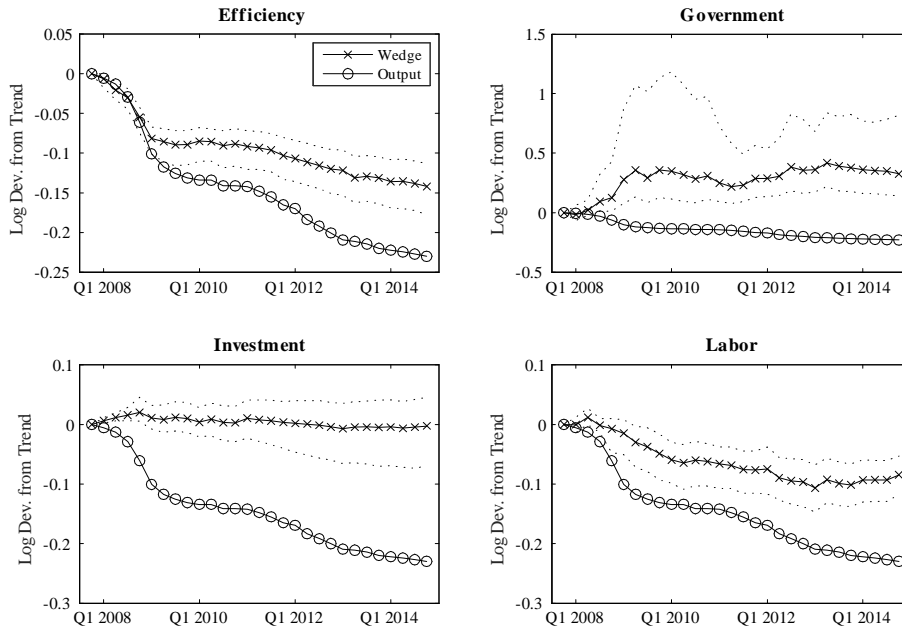 Efficiency
Log Dev. from Trend
0.05
0
-0.05
-0.1
-0.15
-0.2
-0.25
Q1 2008 Q1 2010 Q1 2012 Q1 2014
Wedge
Output
Government
Log Dev. from Trend
1.5
1
0.5
0
-0.5
Q1 2008 Q1 2010 Q1 2012 Q1 2014
Investment
Log Dev. from Trend
0.1
0
-0.1
-0.2
-0.3
Q1 2008 Q1 2010 Q1 2012 Q1 2014
Labor
Log Dev. from Trend
0.1
0
-0.1
-0.2
-0.3
Q1 2008 Q1 2010 Q1 2012 Q1 2014